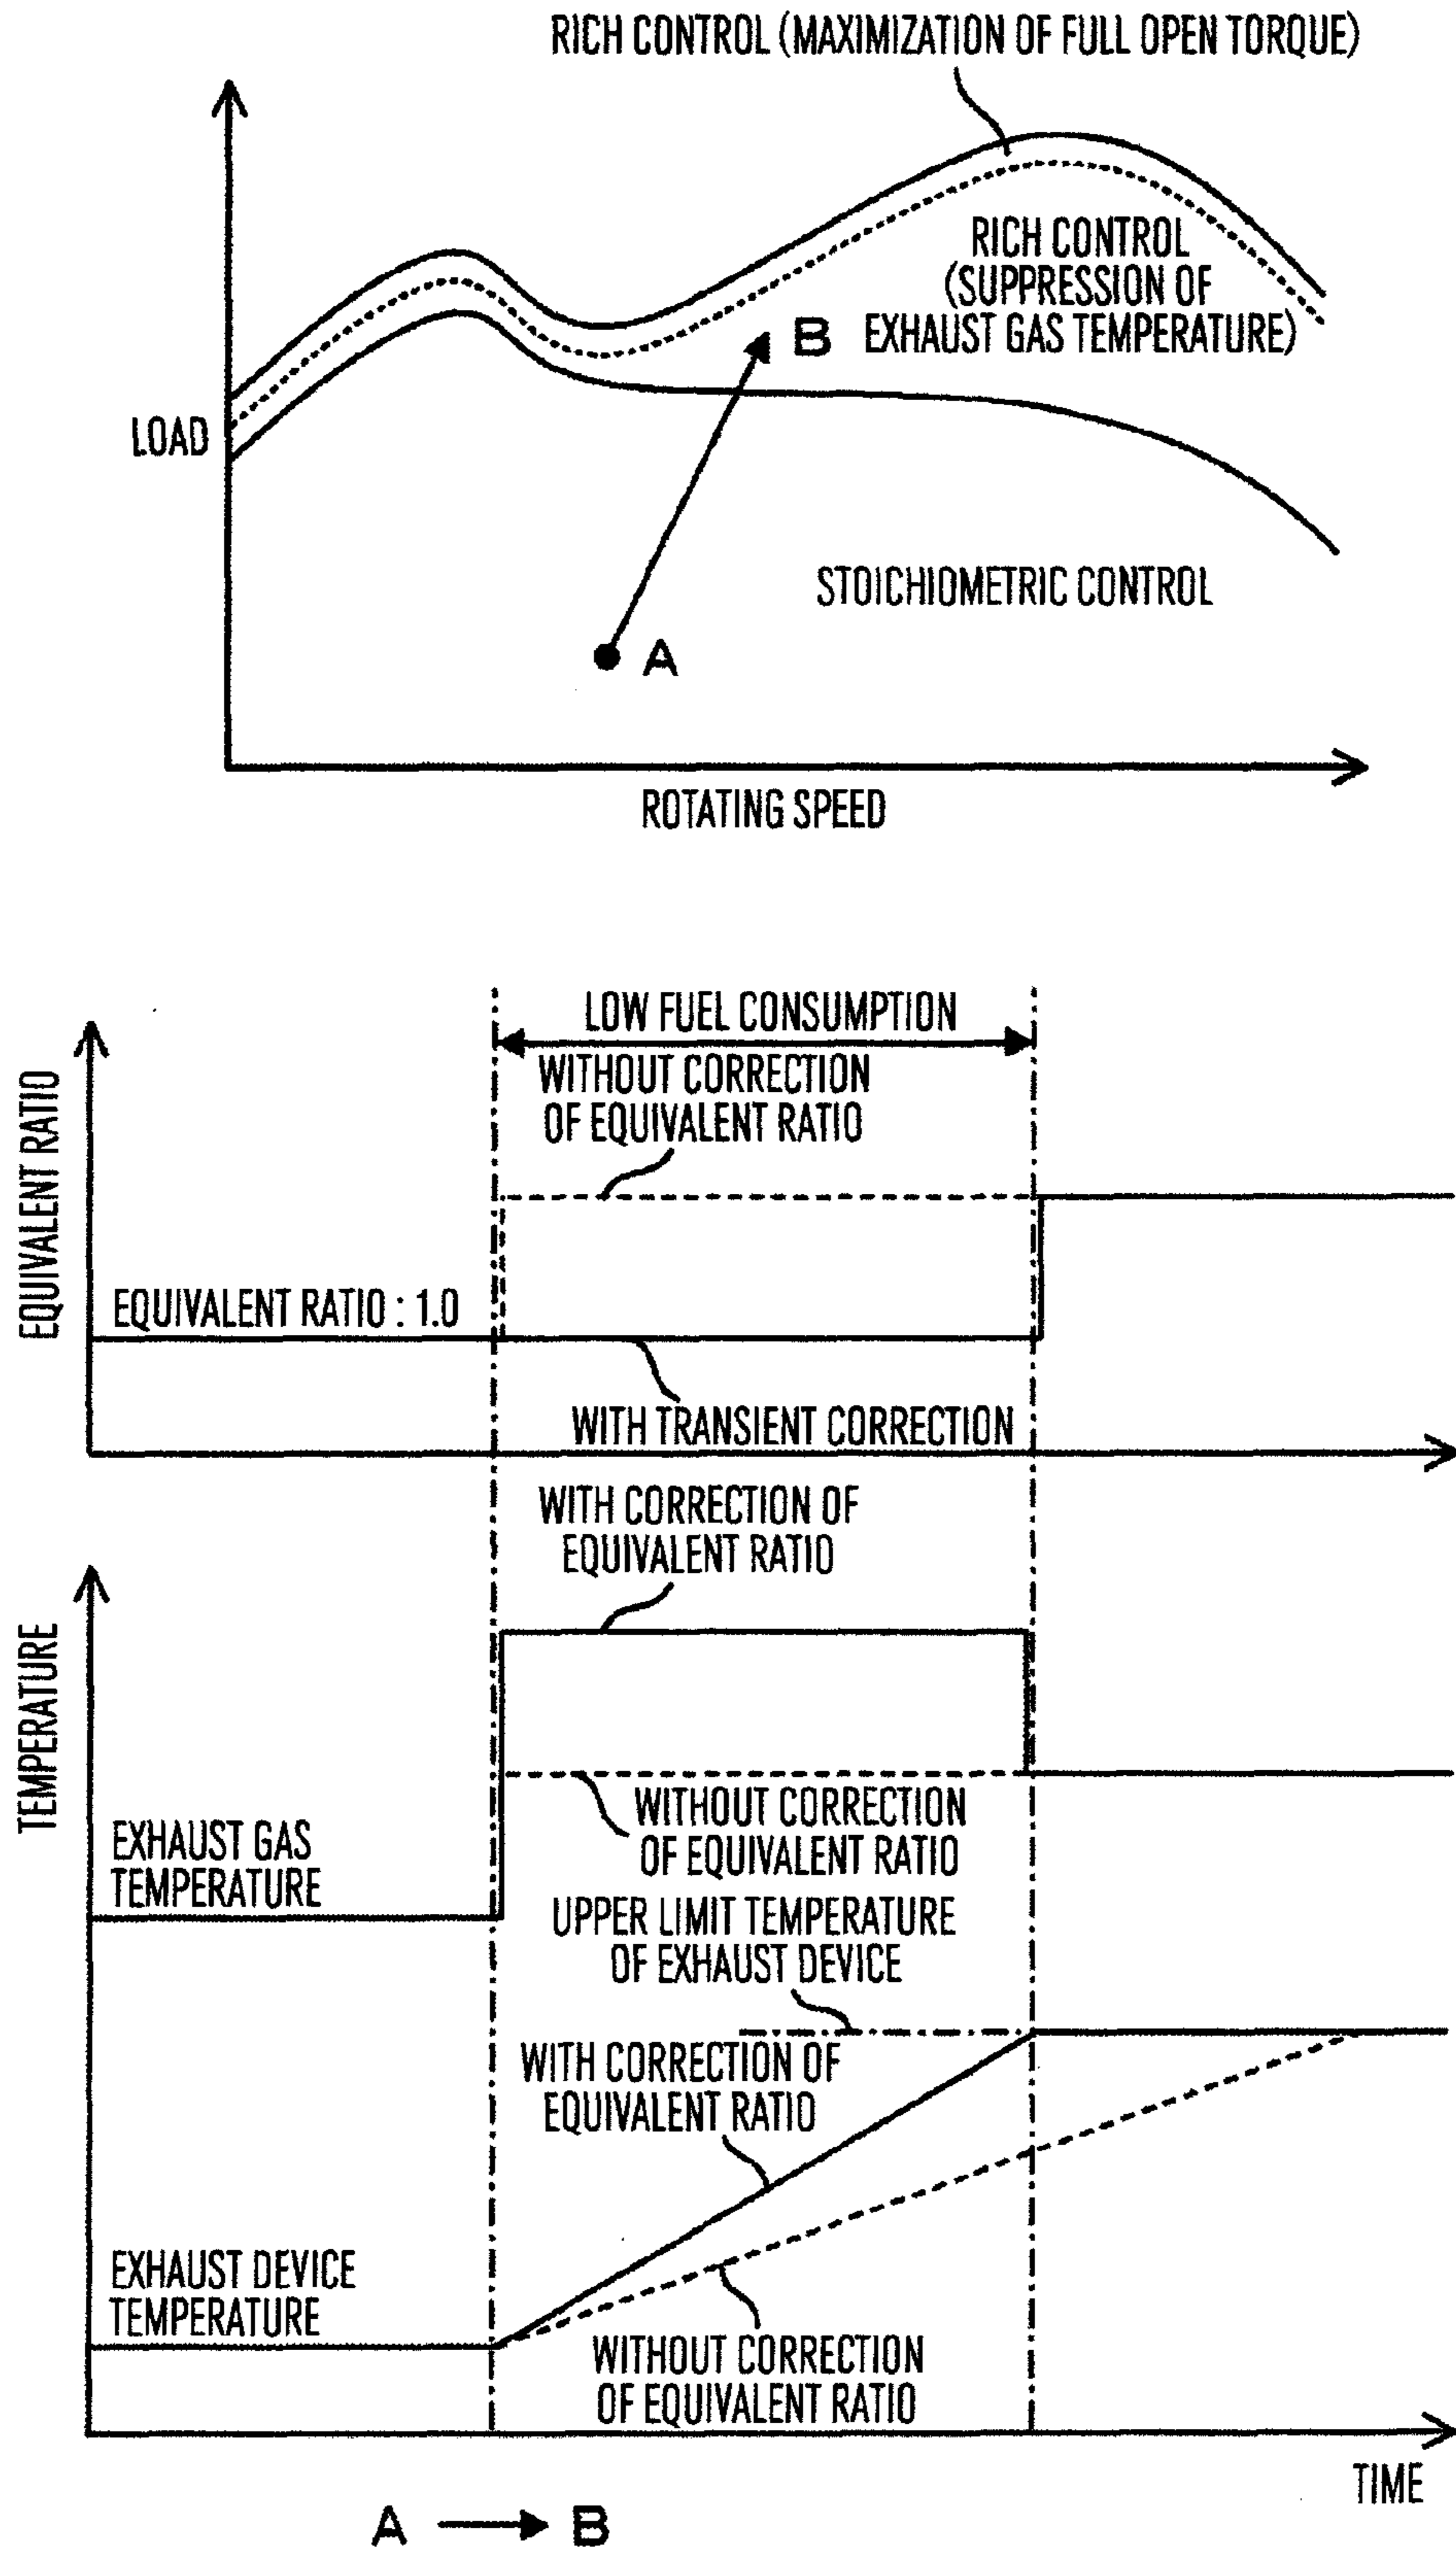 RICH CONTROL (MAXIMIZATION OF FULL OPEN TORQUE)
RICH CONTROL
(SUPPRESSION OF
EXHAUST GAS TEMPERATURE)
B
LOAD
STOICHIOMETRIC CONTROL
A
ROTATING SPEED
LOW FUEL CONSUMPTION
WITHOUT CORRECTION
OF EQUIVALENT RATIO
EQUIVALENT RATIO
EQUIVALENT RATIO : 1.0
WITH TRANSIENT CORRECTION
WITH CORRECTION OF
EQUIVALENT RATIO
TEMPERATURE
WITHOUT CORRECTION
OF EQUIVALENT RATIO
EXHAUST GAS
TEMPERATURE
UPPER LIMIT TEMPERATURE
OF EXHAUST DEVICE
WITH CORRECTION OF
EQUIVALENT RATIO
EXHAUST DEVICE
TEMPERATURE
WITHOUT CORRECTION
OF EQUIVALENT RATIO
TIME
A → B